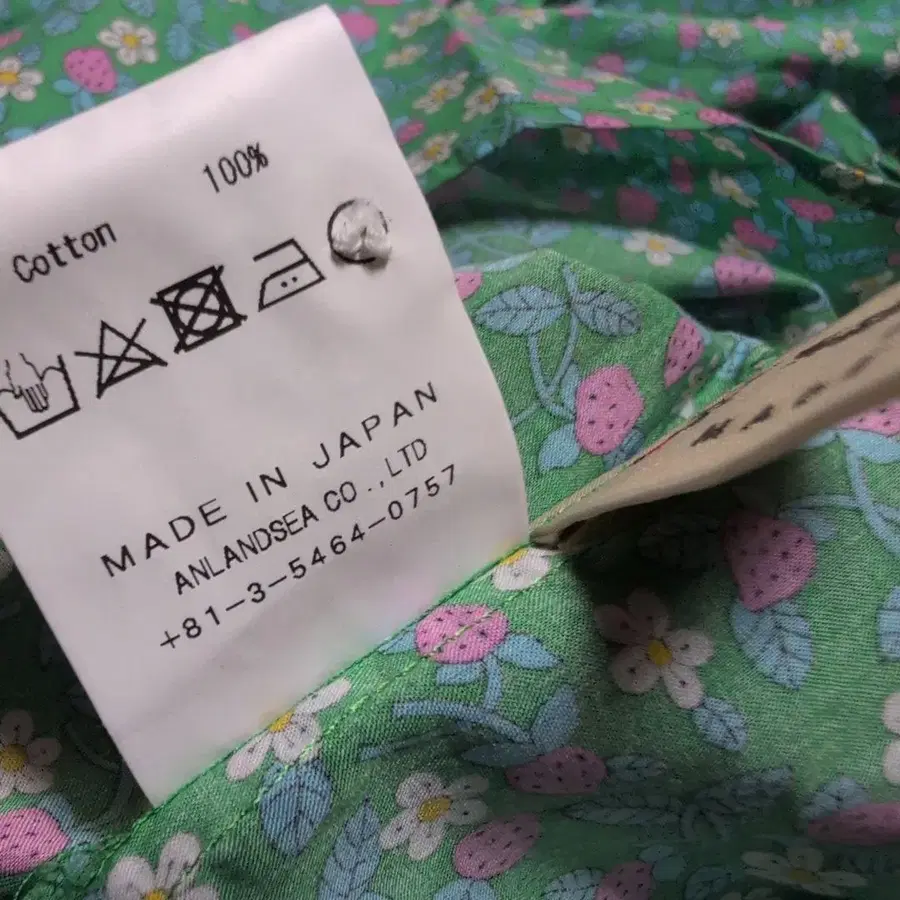 Cotton 100%
MADE IN JAPAN
ANLANDSEA CO.,LTD
+81-3-5464-0757